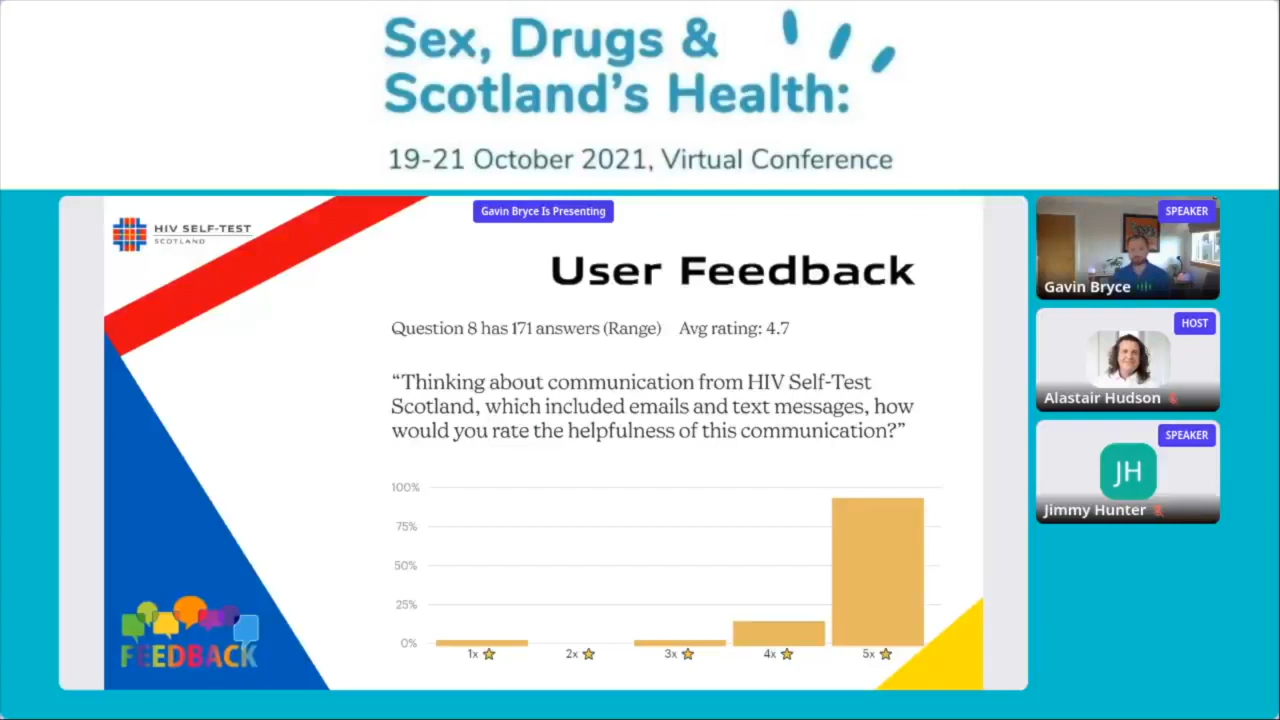 Sex, Drugs &
Scotland's Health:
19-21 October 2021, Virtual Conference
HIV SELF-TEST
SCOTLAND
Gavin Bryce Is Presenting
User Feedback
Question 8 has 171 answers (Range) Avg rating: 4.7
“Thinking about communication from HIV Self-Test
Scotland, which included emails and text messages, how
would you rate the helpfulness of this communication?”
100%
75%
50%
25%
0%
1x
2x
3x
4x
5x
FEEDBACK
SPEAKER
Gavin Bryce
HOST
Alastair Hudson
SPEAKER
JH
Jimmy Hunter